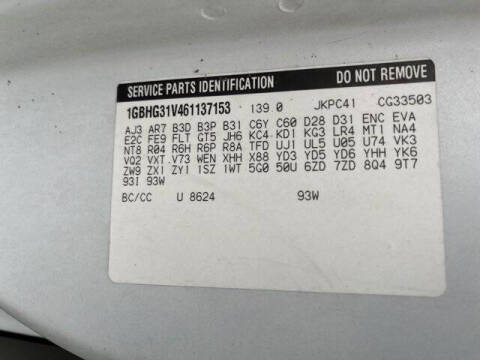 SERVICE PARTS IDENTIFICATION DO NOT REMOVE
1GBHG31V461137153 139.0 JKPC41 CG33503
AJ3 AR7 B3D B3P B31 C6Y C60 D28 D31 ENC EVA
E2C FE9 FLT GT5 JH6 KC4 KD1 KG3 LR4 MT1 NA4
NT8 R04 R6H R6P R8A TFD UJ1 UL5 U05 U74 VK3
VQ2 VXT V73 WEN XHH X88 YD3 YD5 YD6 YHH YK6
ZW9 ZX1 ZY1 1SZ 1WT 5G0 50U 6ZD 7ZD 8Q4 9T7
93I 93W
BC/CC U 8624 93W